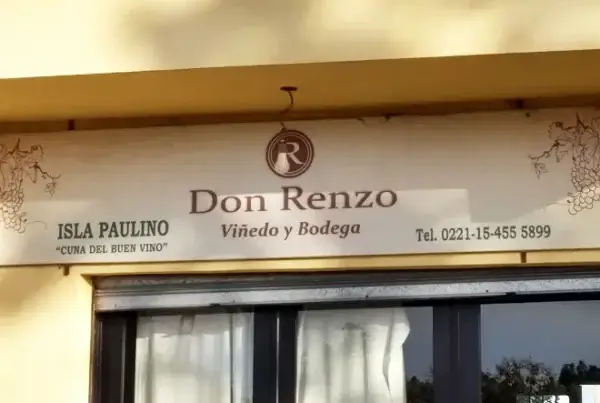 R
Don Renzo
Viñedo y Bodega
ISLA PAULINO
"CUNA DEL BUEN VINO"
Tel. 0221-15-455 5899